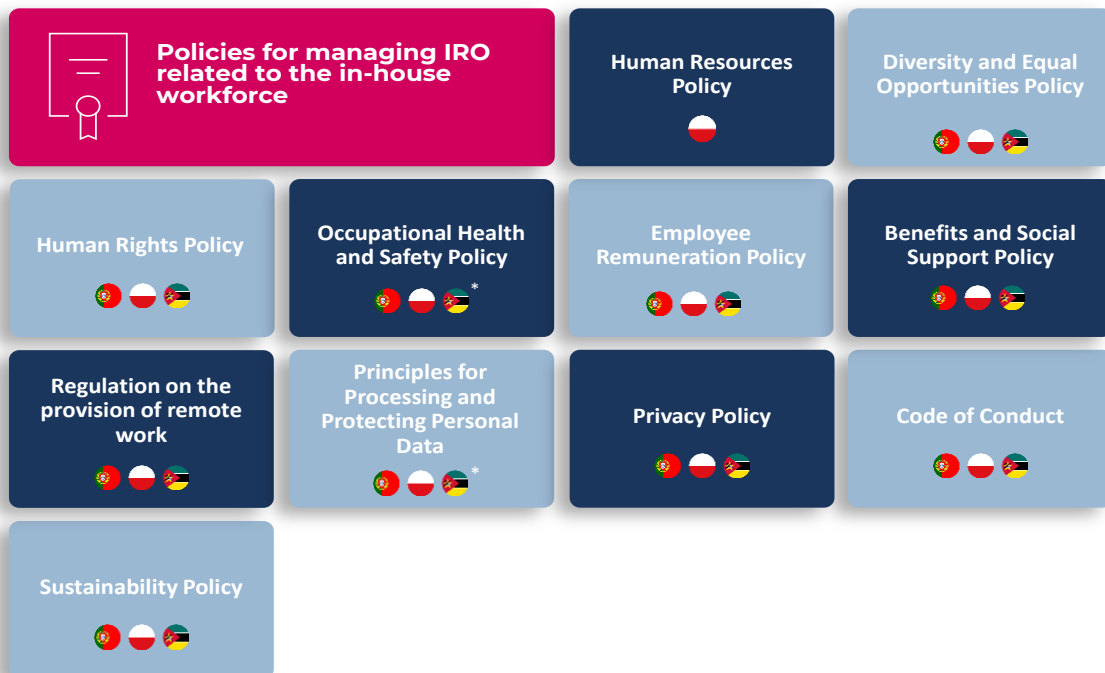 Policies for managing IRO
related to the in-house
workforce
Human Resources
Policy
Diversity and Equal
Opportunities Policy
Human Rights Policy
Occupational Health
and Safety Policy
*
Employee
Remuneration Policy
Benefits and Social
Support Policy
Regulation on the
provision of remote
work
Principles for
Processing and
Protecting Personal
Data
*
Privacy Policy
Code of Conduct
Sustainability Policy